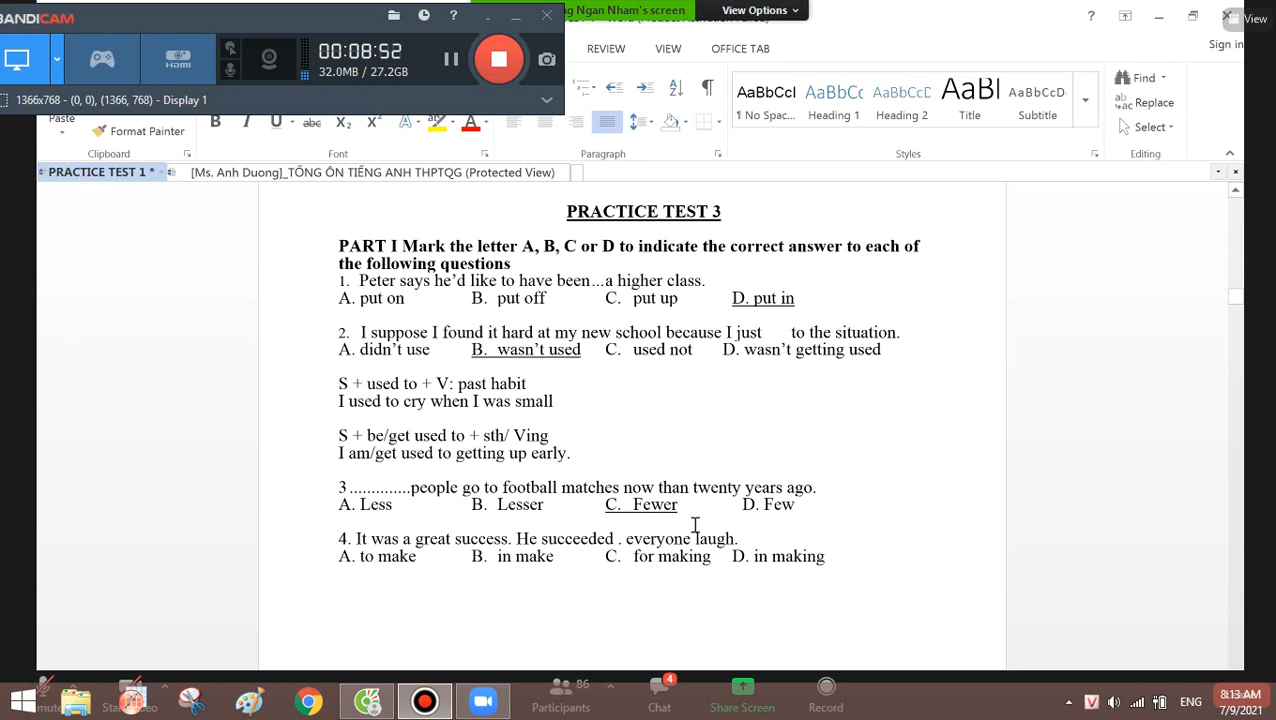 BANDICAM
ng Ngan Nham's screen
View Options
View
00:08:52
32.0MB / 27.2GB
1366x768 - (0, 0), (1366, 768) - Display 1
REVIEW VIEW OFFICE TAB
Sign in
Paste
Format Painter
Clipboard
Font
Paragraph
AaBbCcI AaBbCc AaBbCcD AaBl AaBbCcD
¶ No Spac... Heading 1 Heading 2 Title Subtitle
Styles
Find
Replace
Select
Editing
PRACTICE TEST 1 *
[Ms. Anh Duong]_TỔNG ÔN TIẾNG ANH THPTQG (Protected View)
PRACTICE TEST 3
PART I Mark the letter A, B, C or D to indicate the correct answer to each of
the following questions
1. Peter says he'd like to have been...a higher class.
A. put on B. put off C. put up D. put in
2. I suppose I found it hard at my new school because I just to the situation.
A. didn't use B. wasn't used C. used not D. wasn't getting used
S + used to + V: past habit
I used to cry when I was small
S + be/get used to + sth/ Ving
I am/get used to getting up early.
3..............people go to football matches now than twenty years ago.
A. Less B. Lesser C. Fewer D. Few
4. It was a great success. He succeeded . everyone laugh.
A. to make B. in make C. for making D. in making
86
Participants
4
Chat
Share Screen
Record
8:13 AM
7/9/2021